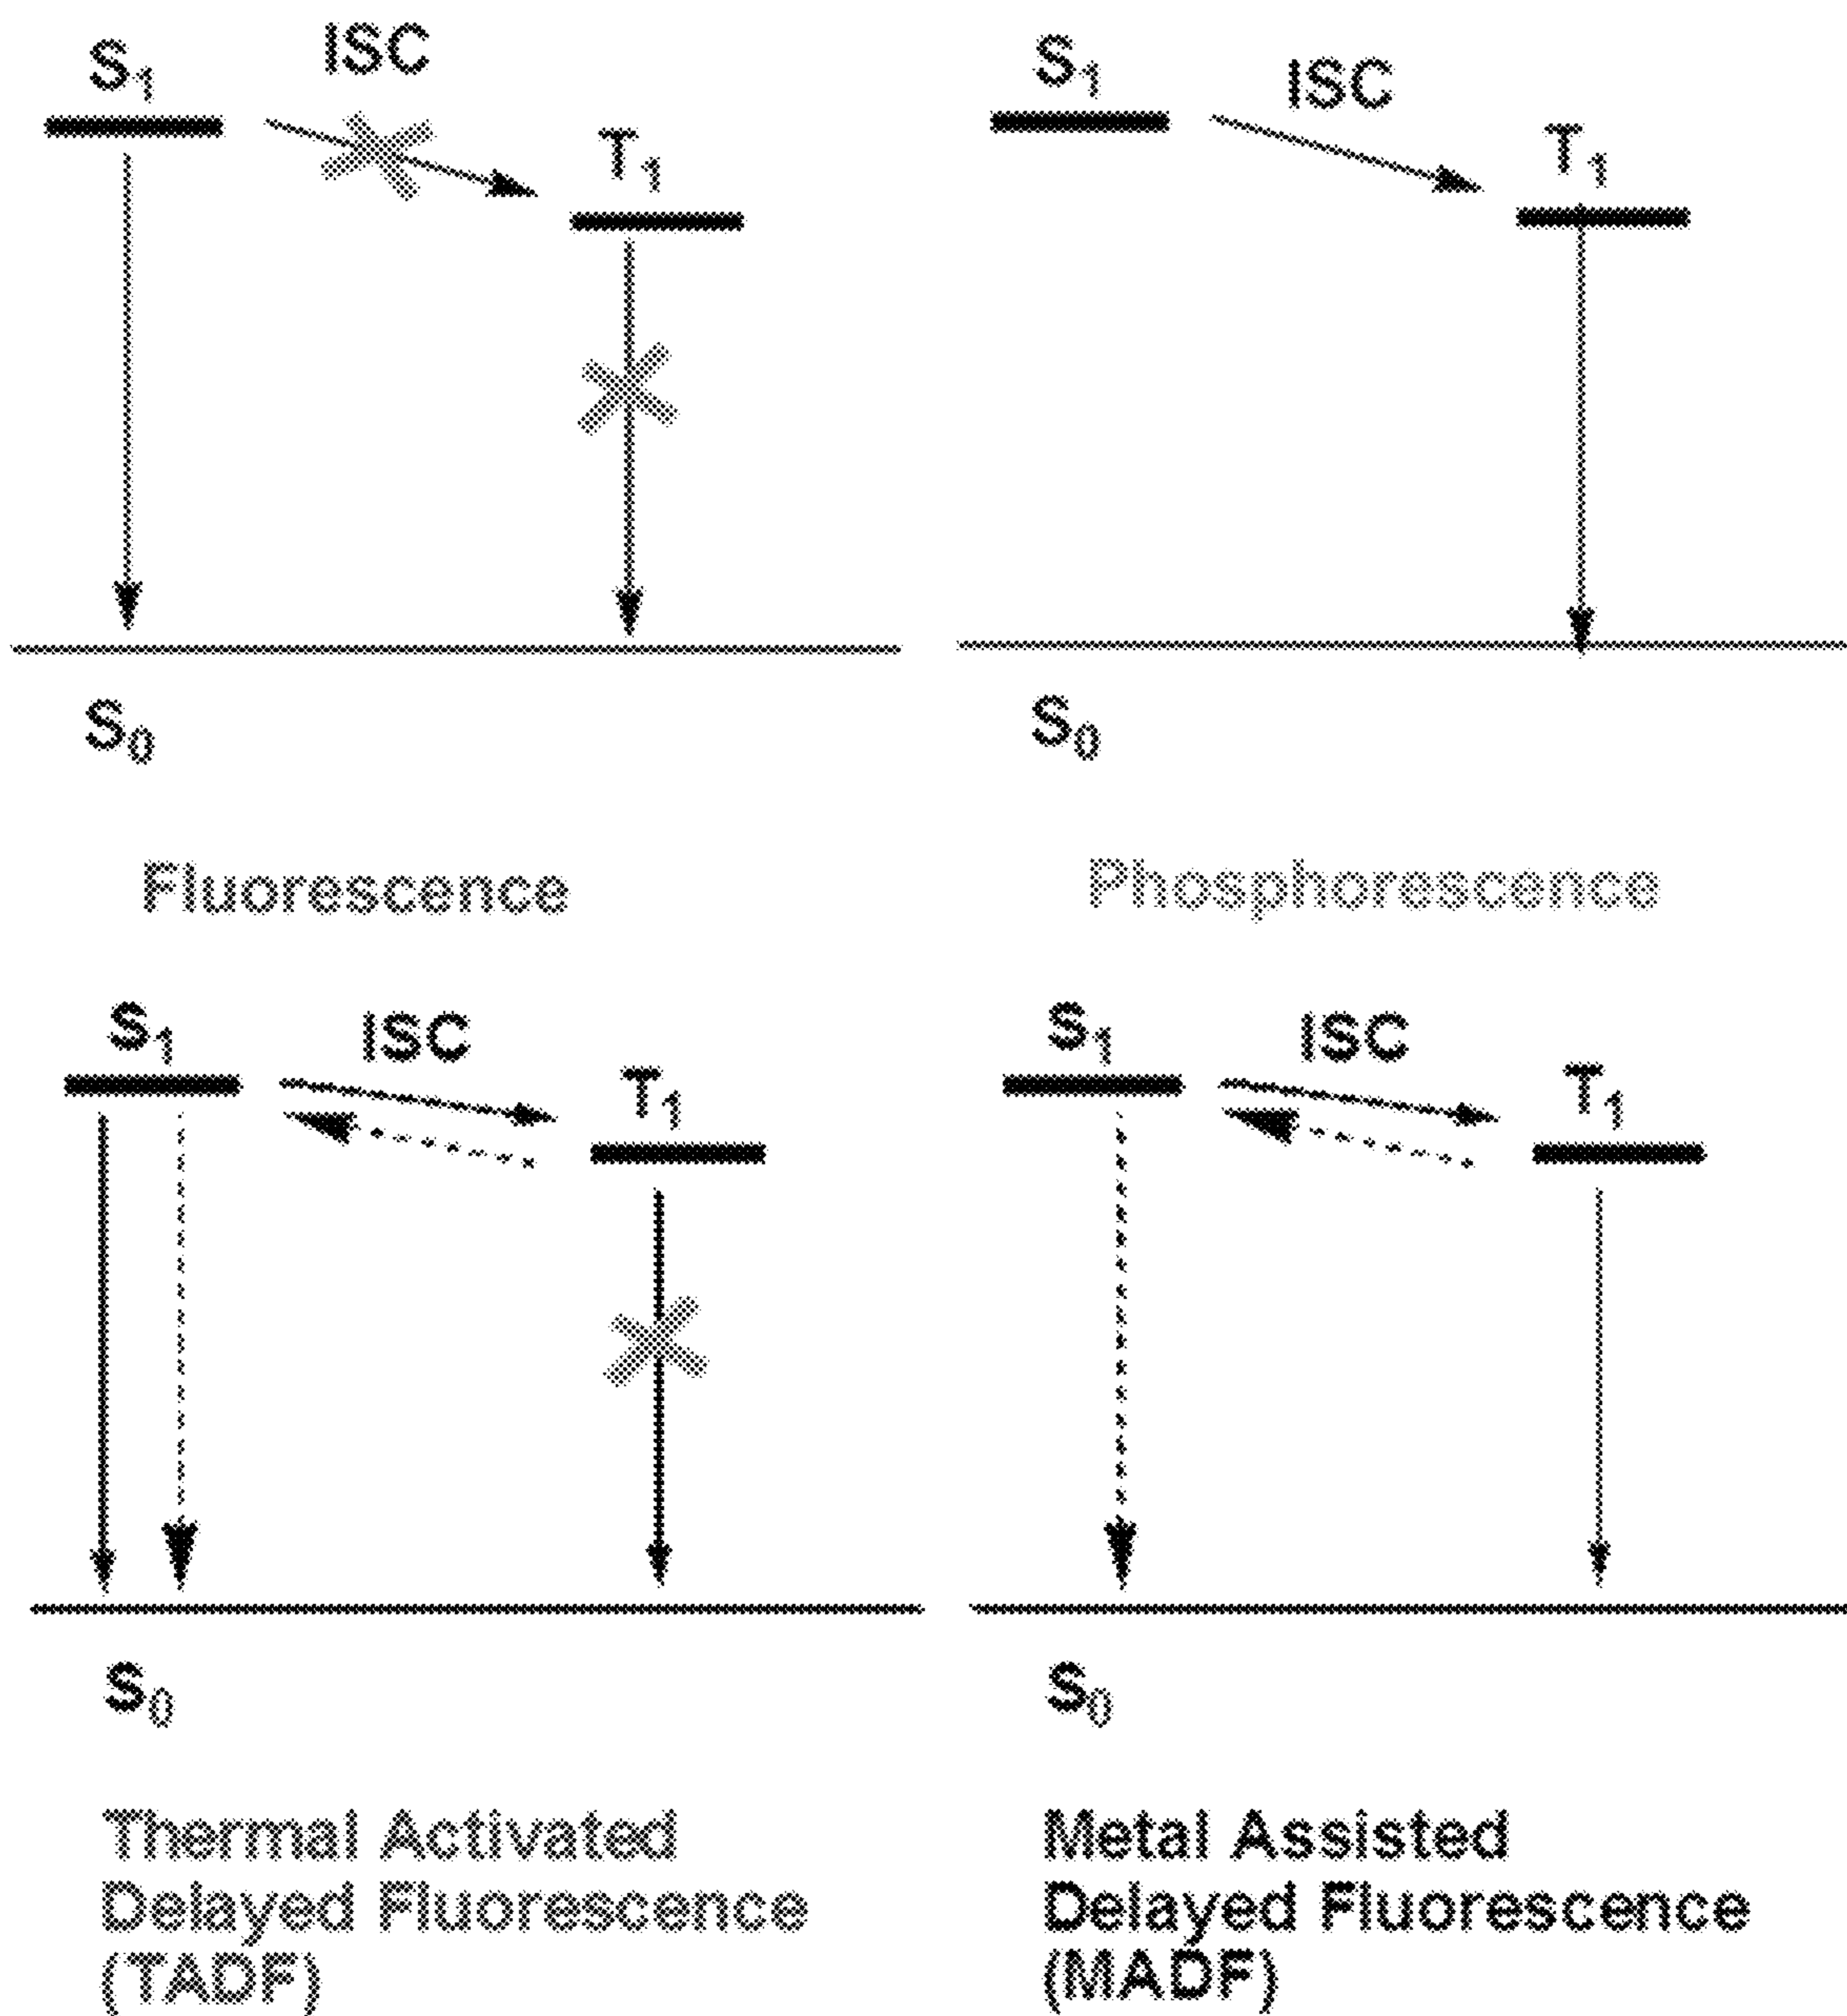 S₁
ISC
T₁
S₀
Fluorescence
S₁
ISC
T₁
S₀
Phosphorescence
S₁
ISC
T₁
S₀
Thermal Activated
Delayed Fluorescence
(TADF)
S₁
ISC
T₁
S₀
Metal Assisted
Delayed Fluorescence
(MADF)